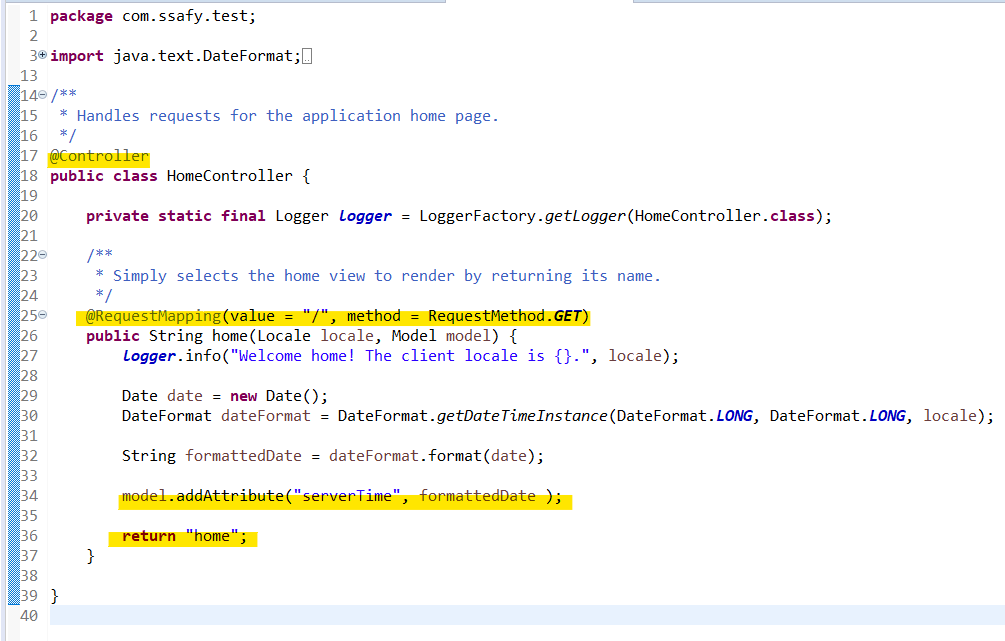 1 package com.ssafy.test;
2
3 import java.text.DateFormat;
13
14 /**
15  * Handles requests for the application home page.
16  */
17 @Controller
18 public class HomeController {
19
20     private static final Logger logger = LoggerFactory.getLogger(HomeController.class);
21
22     /**
23      * Simply selects the home view to render by returning its name.
24      */
25     @RequestMapping(value = "/", method = RequestMethod.GET)
26     public String home(Locale locale, Model model) {
27         logger.info("Welcome home! The client locale is {}.", locale);
28
29         Date date = new Date();
30         DateFormat dateFormat = DateFormat.getDateTimeInstance(DateFormat.LONG, DateFormat.LONG, locale);
31
32         String formattedDate = dateFormat.format(date);
33
34         model.addAttribute("serverTime", formattedDate );
35
36         return "home";
37     }
38
39 }
40